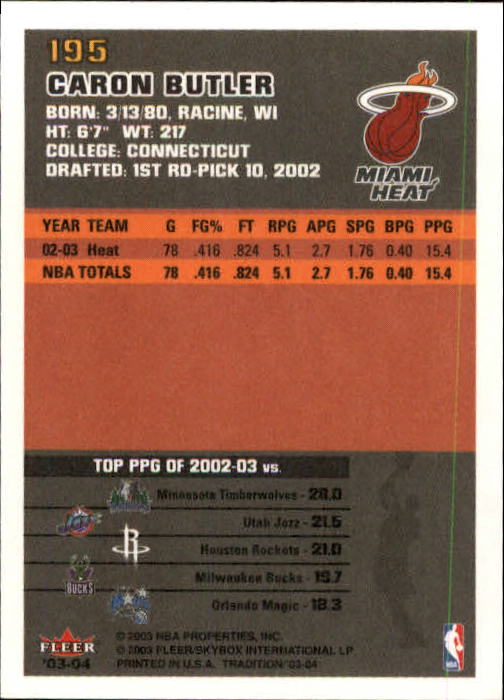 195
CARON BUTLER
BORN: 3/13/80, RACINE, WI
HT: 6'7" WT: 217
COLLEGE: CONNECTICUT
DRAFTED: 1ST RD-PICK 10, 2002
MIAMI HEAT
YEAR TEAM G FG% FT RPG APG SPG BPG PPG
02-03 Heat 78 .416 .824 5.1 2.7 1.76 0.40 15.4
NBA TOTALS 78 .416 .824 5.1 2.7 1.76 0.40 15.4
TOP PPG OF 2002-03 vs.
Minnesota Timberwolves - 28.0
Utah Jazz - 21.5
Houston Rockets - 21.0
Milwaukee Bucks - 19.7
Orlando Magic - 18.3
JAZZ
R
BUCKS
FLEER
'03-04
© 2003 NBA PROPERTIES, INC.
© 2003 FLEER/SKYBOX INTERNATIONAL LP
PRINTED IN U.S.A. TRADITION '03-04
NBA